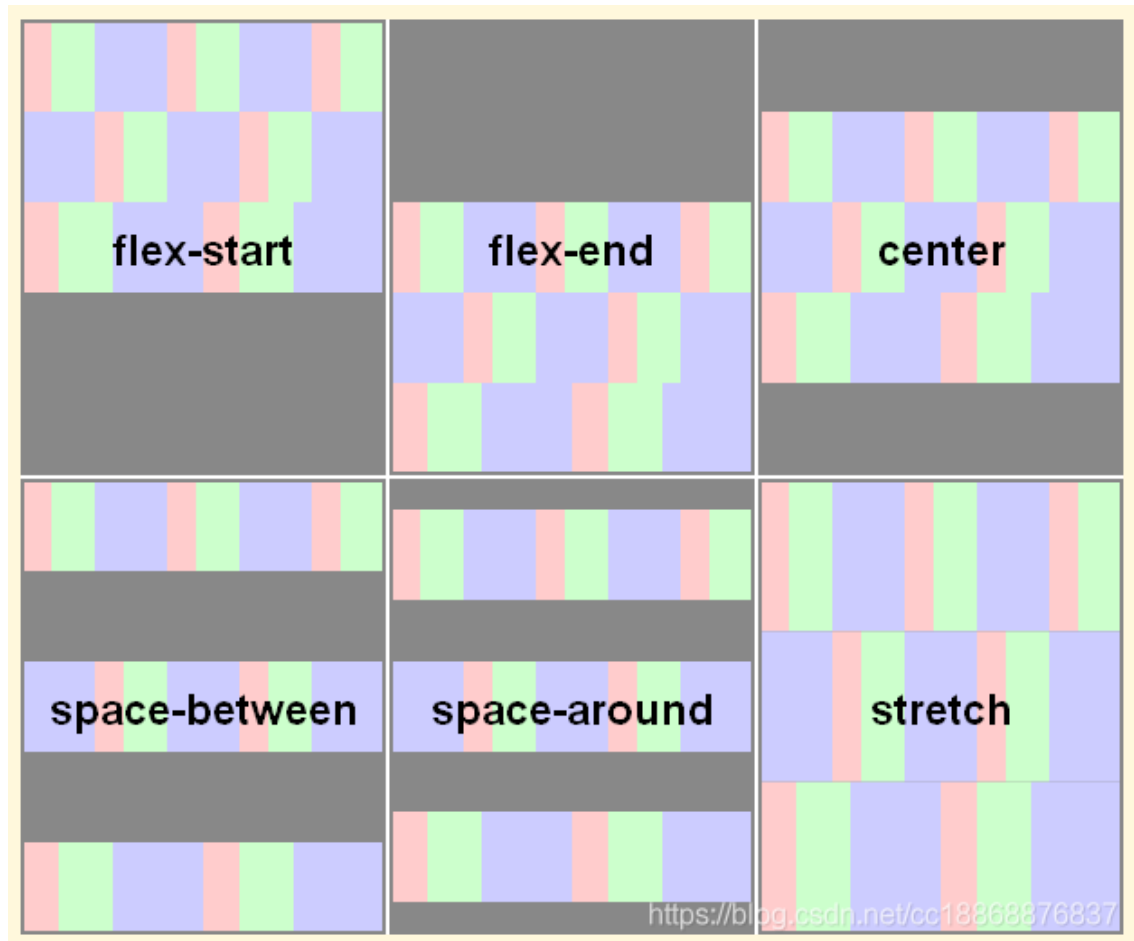 flex-start
flex-end
center
space-between
space-around
stretch
https://blog.csdn.net/cc18868876837